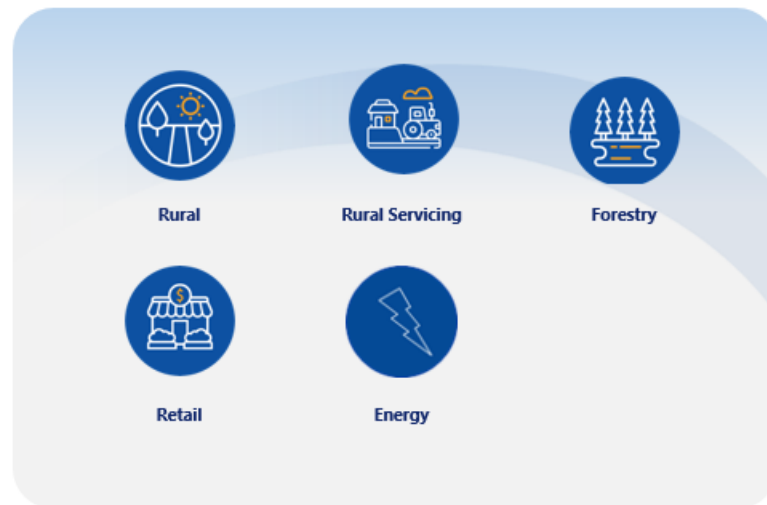 Rural
Rural Servicing
Forestry
$
Retail
Energy